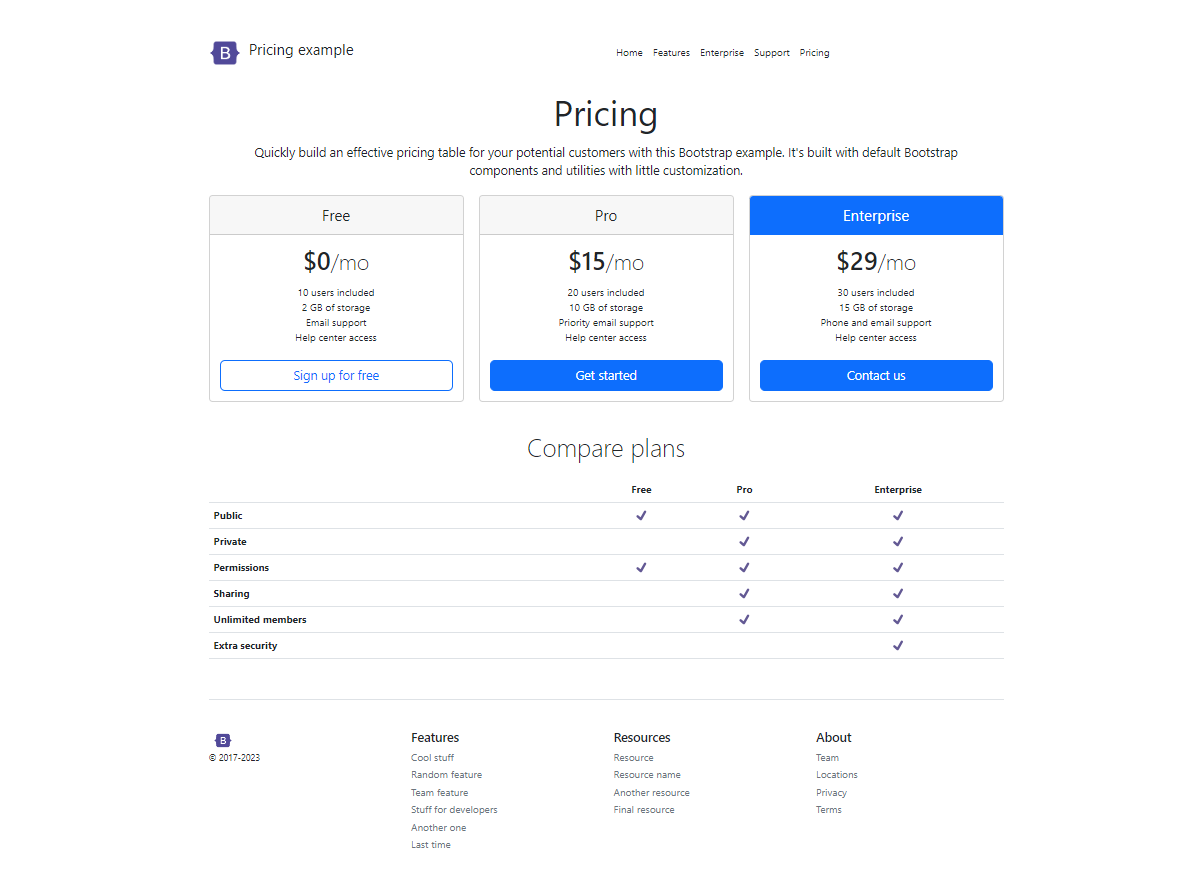 B Pricing example
Home Features Enterprise Support Pricing
Pricing
Quickly build an effective pricing table for your potential customers with this Bootstrap example. It's built with default Bootstrap
components and utilities with little customization.
Free
$0/mo
10 users included
2 GB of storage
Email support
Help center access
Sign up for free
Pro
$15/mo
20 users included
10 GB of storage
Priority email support
Help center access
Get started
Enterprise
$29/mo
30 users included
15 GB of storage
Phone and email support
Help center access
Contact us
Compare plans
Free Pro Enterprise
Public
Private
Permissions
Sharing
Unlimited members
Extra security
B
© 2017-2023
Features
Cool stuff
Random feature
Team feature
Stuff for developers
Another one
Last time
Resources
Resource
Resource name
Another resource
Final resource
About
Team
Locations
Privacy
Terms